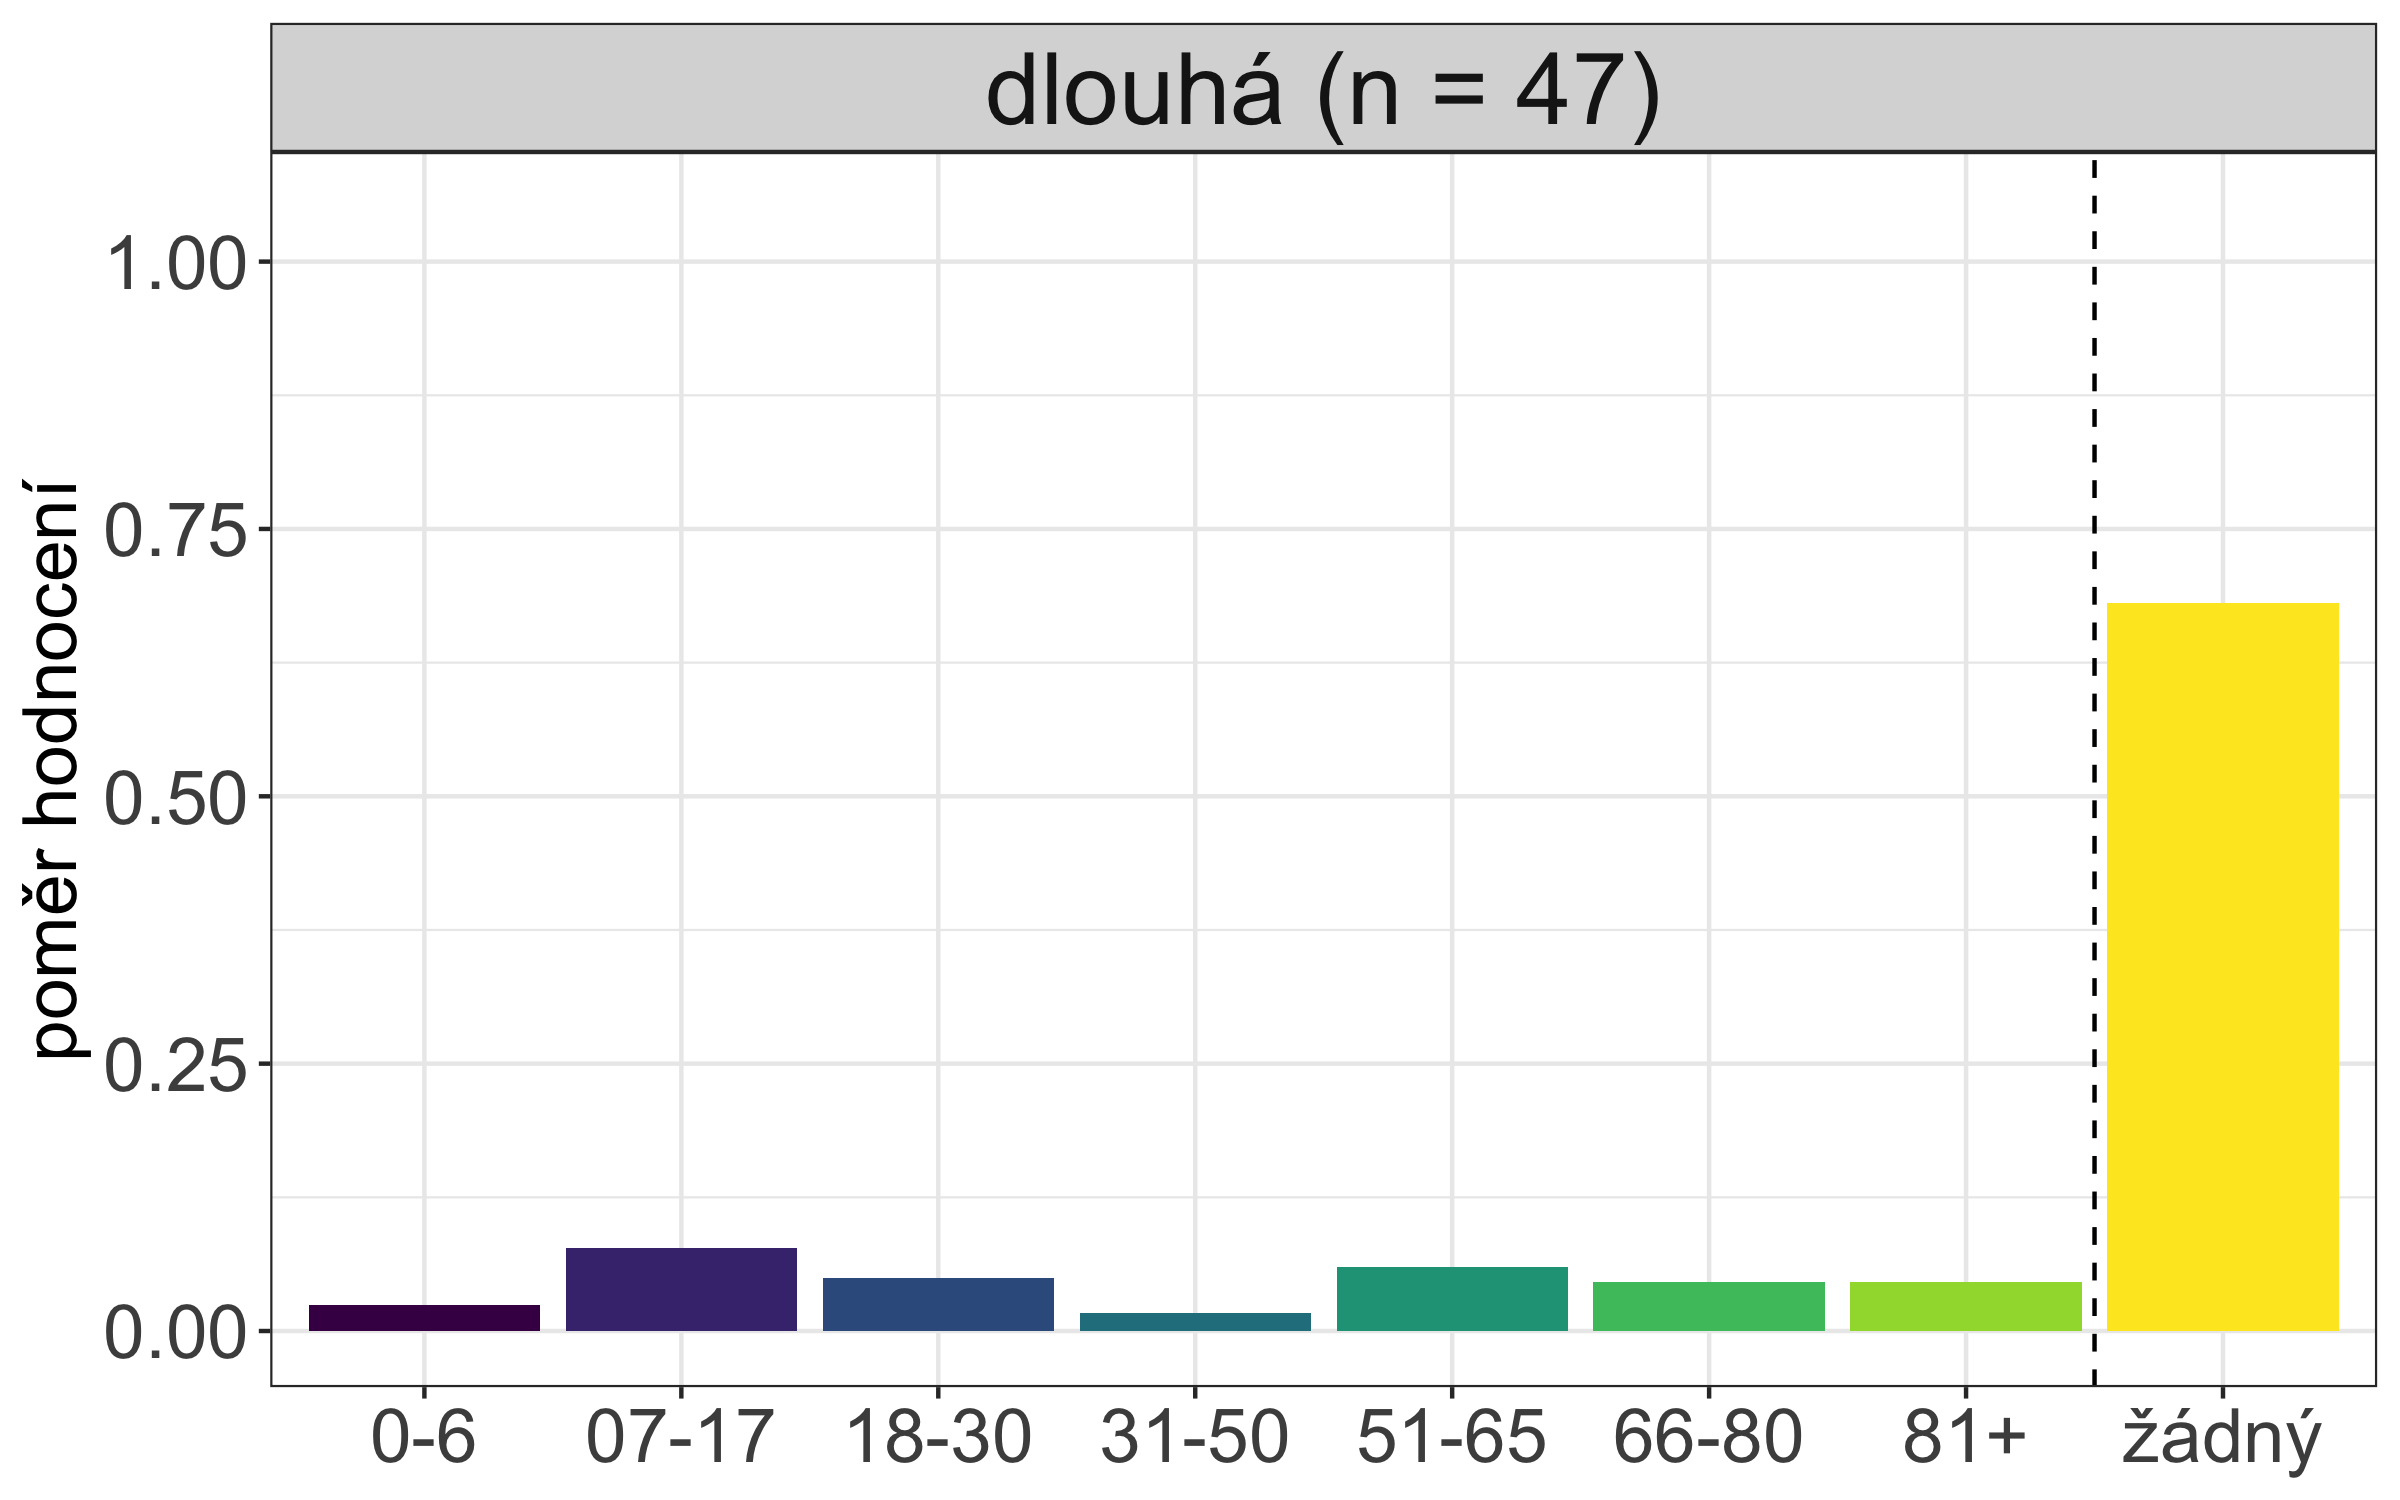 dlouhá (n = 47)
poměr hodnocení
1.00
0.75
0.50
0.25
0.00
0-6 07-17 18-30 31-50 51-65 66-80 81+ žádný